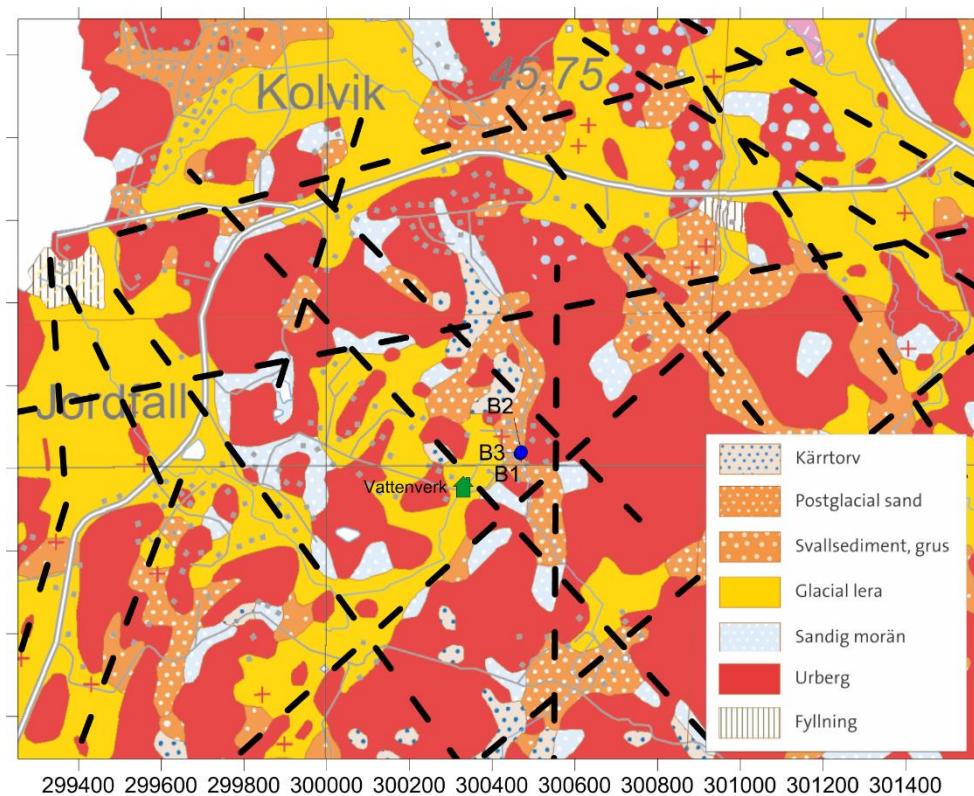 Kolvik
45,75
Jordfall
B2
B3
B1
Vattenverk
Kärrtorv
Postglacial sand
Svallsediment, grus
Glacial lera
Sandig morän
Urberg
Fyllning
299400 299600 299800 300000 300200 300400 300600 300800 301000 301200 301400